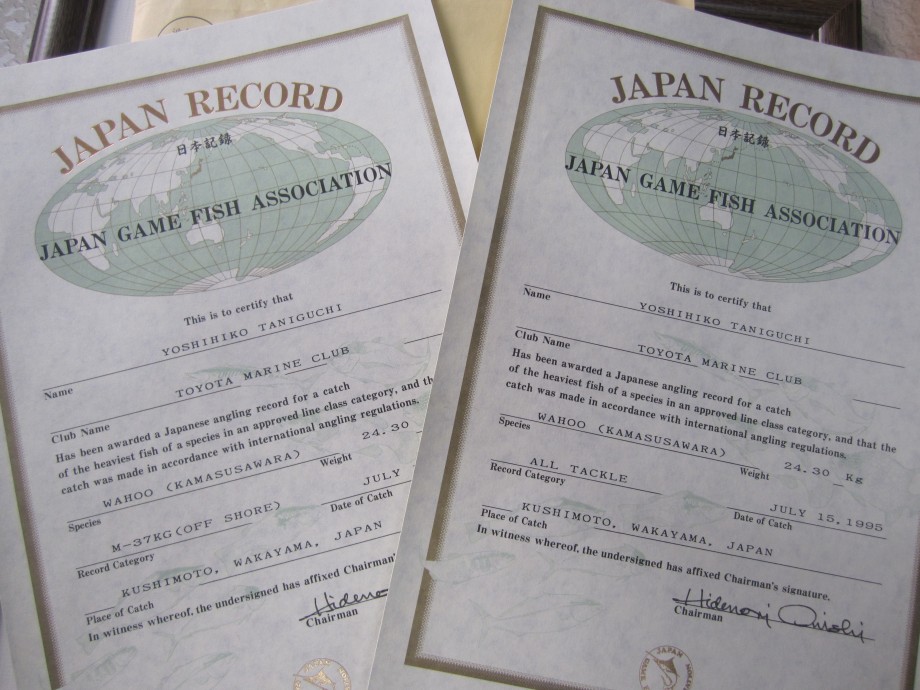 JAPAN RECORD
日本記録
JAPAN GAME FISH ASSOCIATION
This is to certify that
YOSHIHIKO TANIGUCHI
Name
TOYOTA MARINE CLUB
Club Name
Has been awarded a Japanese angling record for a catch
of the heaviest fish of a species in an approved line class category, and th
catch was made in accordance with international angling regulations.
WAHOO (KAMASUSAWARA) 24.30
Species Weight
M-37KG(OFF SHORE) JULY
Record Category Date of Catch
KUSHIMOTO, WAKAYAMA, JAPAN
Place of Catch
In witness whereof, the undersigned has affixed Chairman'
Hideno
Chairman
JAPAN RECORD
日本記録
JAPAN GAME FISH ASSOCIATION
This is to certify that
YOSHIHIKO TANIGUCHI
Name
TOYOTA MARINE CLUB
Club Name
Has been awarded a Japanese angling record for a catch
of the heaviest fish of a species in an approved line class category, and that the
catch was made in accordance with international angling regulations.
WAHOO (KAMASUSAWARA) 24.30 Kg
Species Weight
ALL TACKLE JULY 15.1995
Record Category Date of Catch
KUSHIMOTO, WAKAYAMA, JAPAN
Place of Catch
In witness whereof, the undersigned has affixed Chairman's signature.
Hidenori Onishi
Chairman
JAPAN GAME